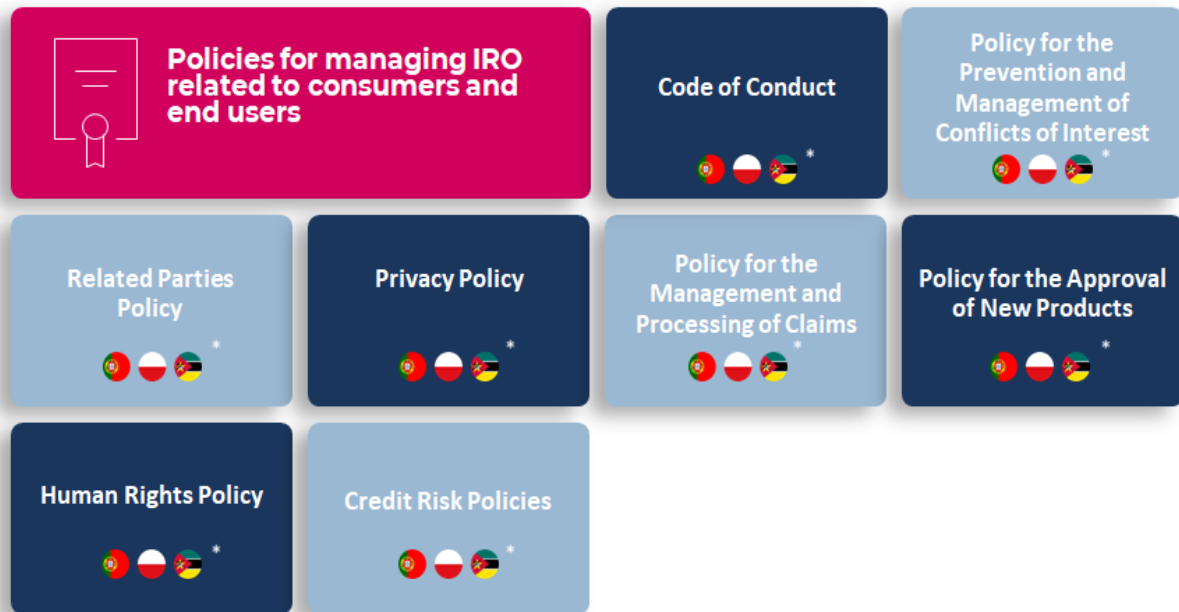 Policies for managing IRO
related to consumers and
end users
Code of Conduct
*
Policy for the
Prevention and
Management of
Conflicts of Interest
*
Related Parties
Policy
*
Privacy Policy
*
Policy for the
Management and
Processing of Claims
*
Policy for the Approval
of New Products
*
Human Rights Policy
*
Credit Risk Policies
*